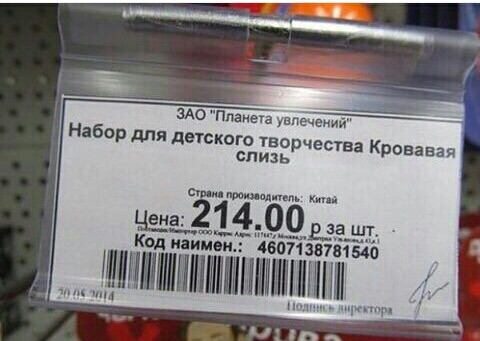 ЗАО "Планета увлечений"
Набор для детского творчества Кровавая
слизь
Страна производитель: Китай
Цена: 214.00 р за шт.
Код наимен.: 4607138781540
20.05.2014
Подпись директора